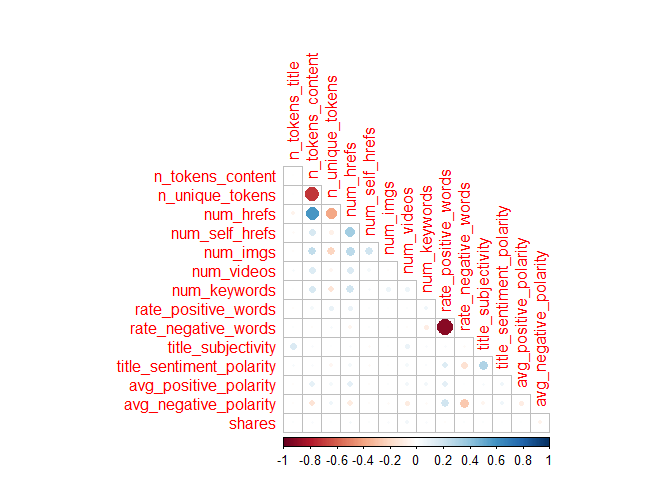 n_tokens_title
n_tokens_content
n_unique_tokens
num_hrefs
num_self_hrefs
num_imgs
num_videos
num_keywords
rate_positive_words
rate_negative_words
title_subjectivity
title_sentiment_polarity
avg_positive_polarity
avg_negative_polarity
n_tokens_content
n_unique_tokens
num_hrefs
num_self_hrefs
num_imgs
num_videos
num_keywords
rate_positive_words
rate_negative_words
title_subjectivity
title_sentiment_polarity
avg_positive_polarity
avg_negative_polarity
shares
-1 -0.8 -0.6 -0.4 -0.2 0 0.2 0.4 0.6 0.8 1